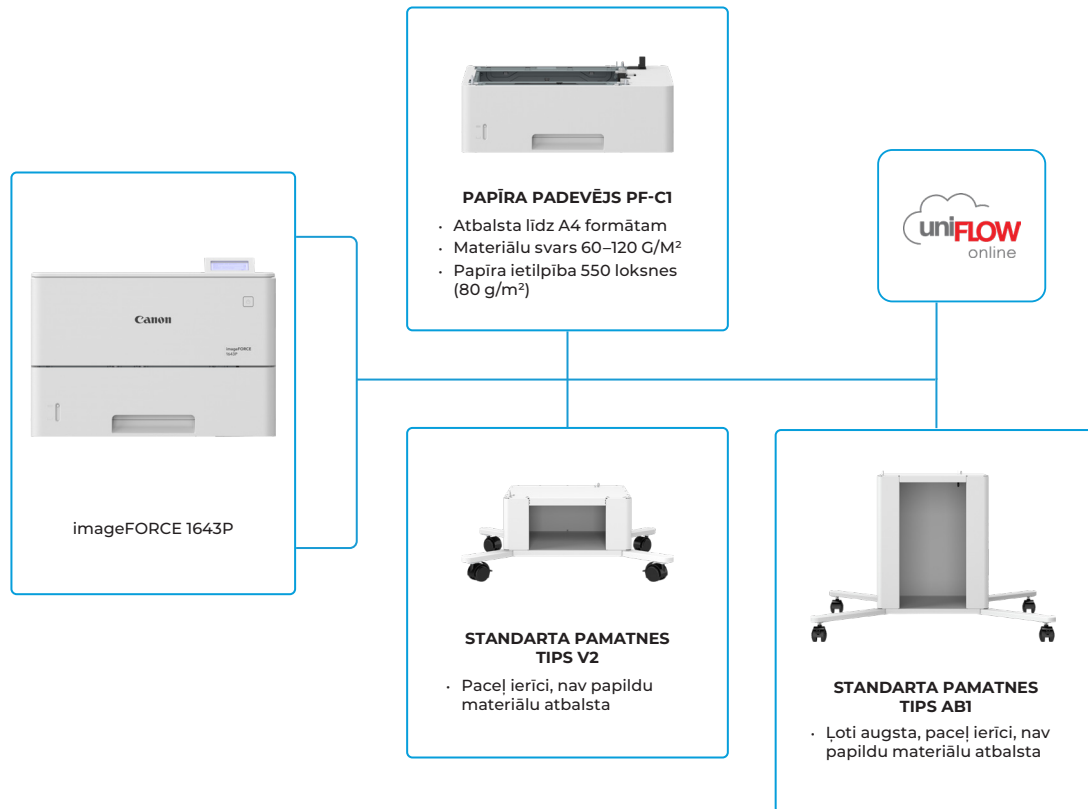 PAPĪRA PADEVĒJS PF-C1
· Atbalsta līdz A4 formātam
· Materiālu svars 60–120 G/M²
· Papīra ietilpība 550 loksnes
(80 g/m²)
uniFLOW
online
Canon
imageFORCE
1643P
imageFORCE 1643P
STANDARTA PAMATNES
TIPS V2
· Paceļ ierīci, nav papildu
materiālu atbalsta
STANDARTA PAMATNES
TIPS AB1
· Ļoti augsta, paceļ ierīci, nav
papildu materiālu atbalsta